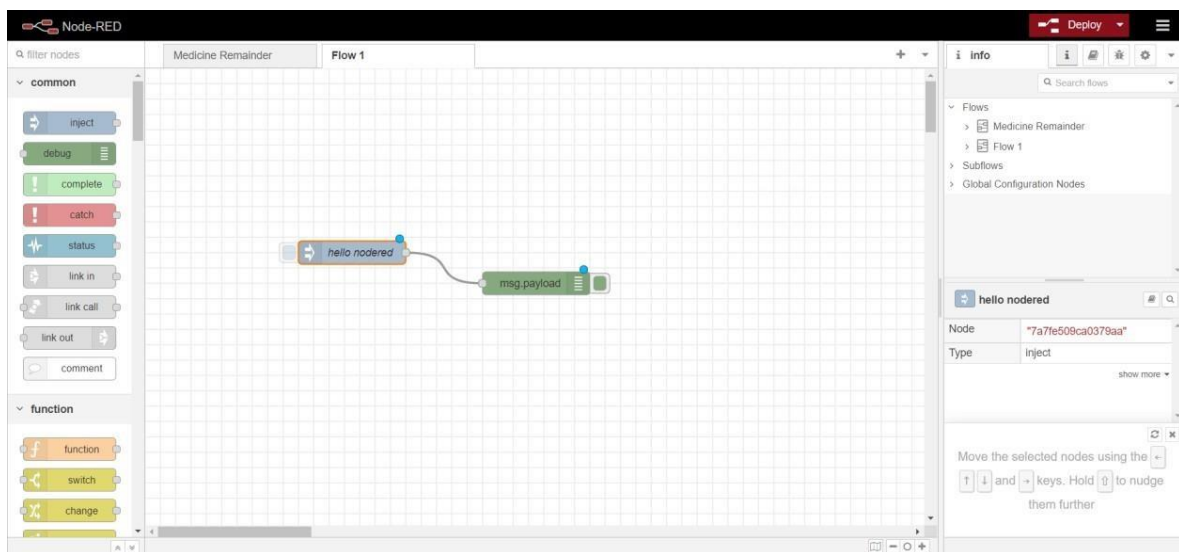 Node-RED
Deploy
filter nodes
Medicine Remainder
Flow 1
info
i
Search flows
common
inject
debug
complete
catch
status
link in
link call
link out
comment
function
function
switch
change
hello nodered
msg.payload
Flows
Medicine Remainder
Flow 1
Subflows
Global Configuration Nodes
hello nodered
Node "7a7fe509ca0379aa"
Type inject
show more
Move the selected nodes using the ←
↑ ↓ and → keys. Hold ⇧ to nudge
them further